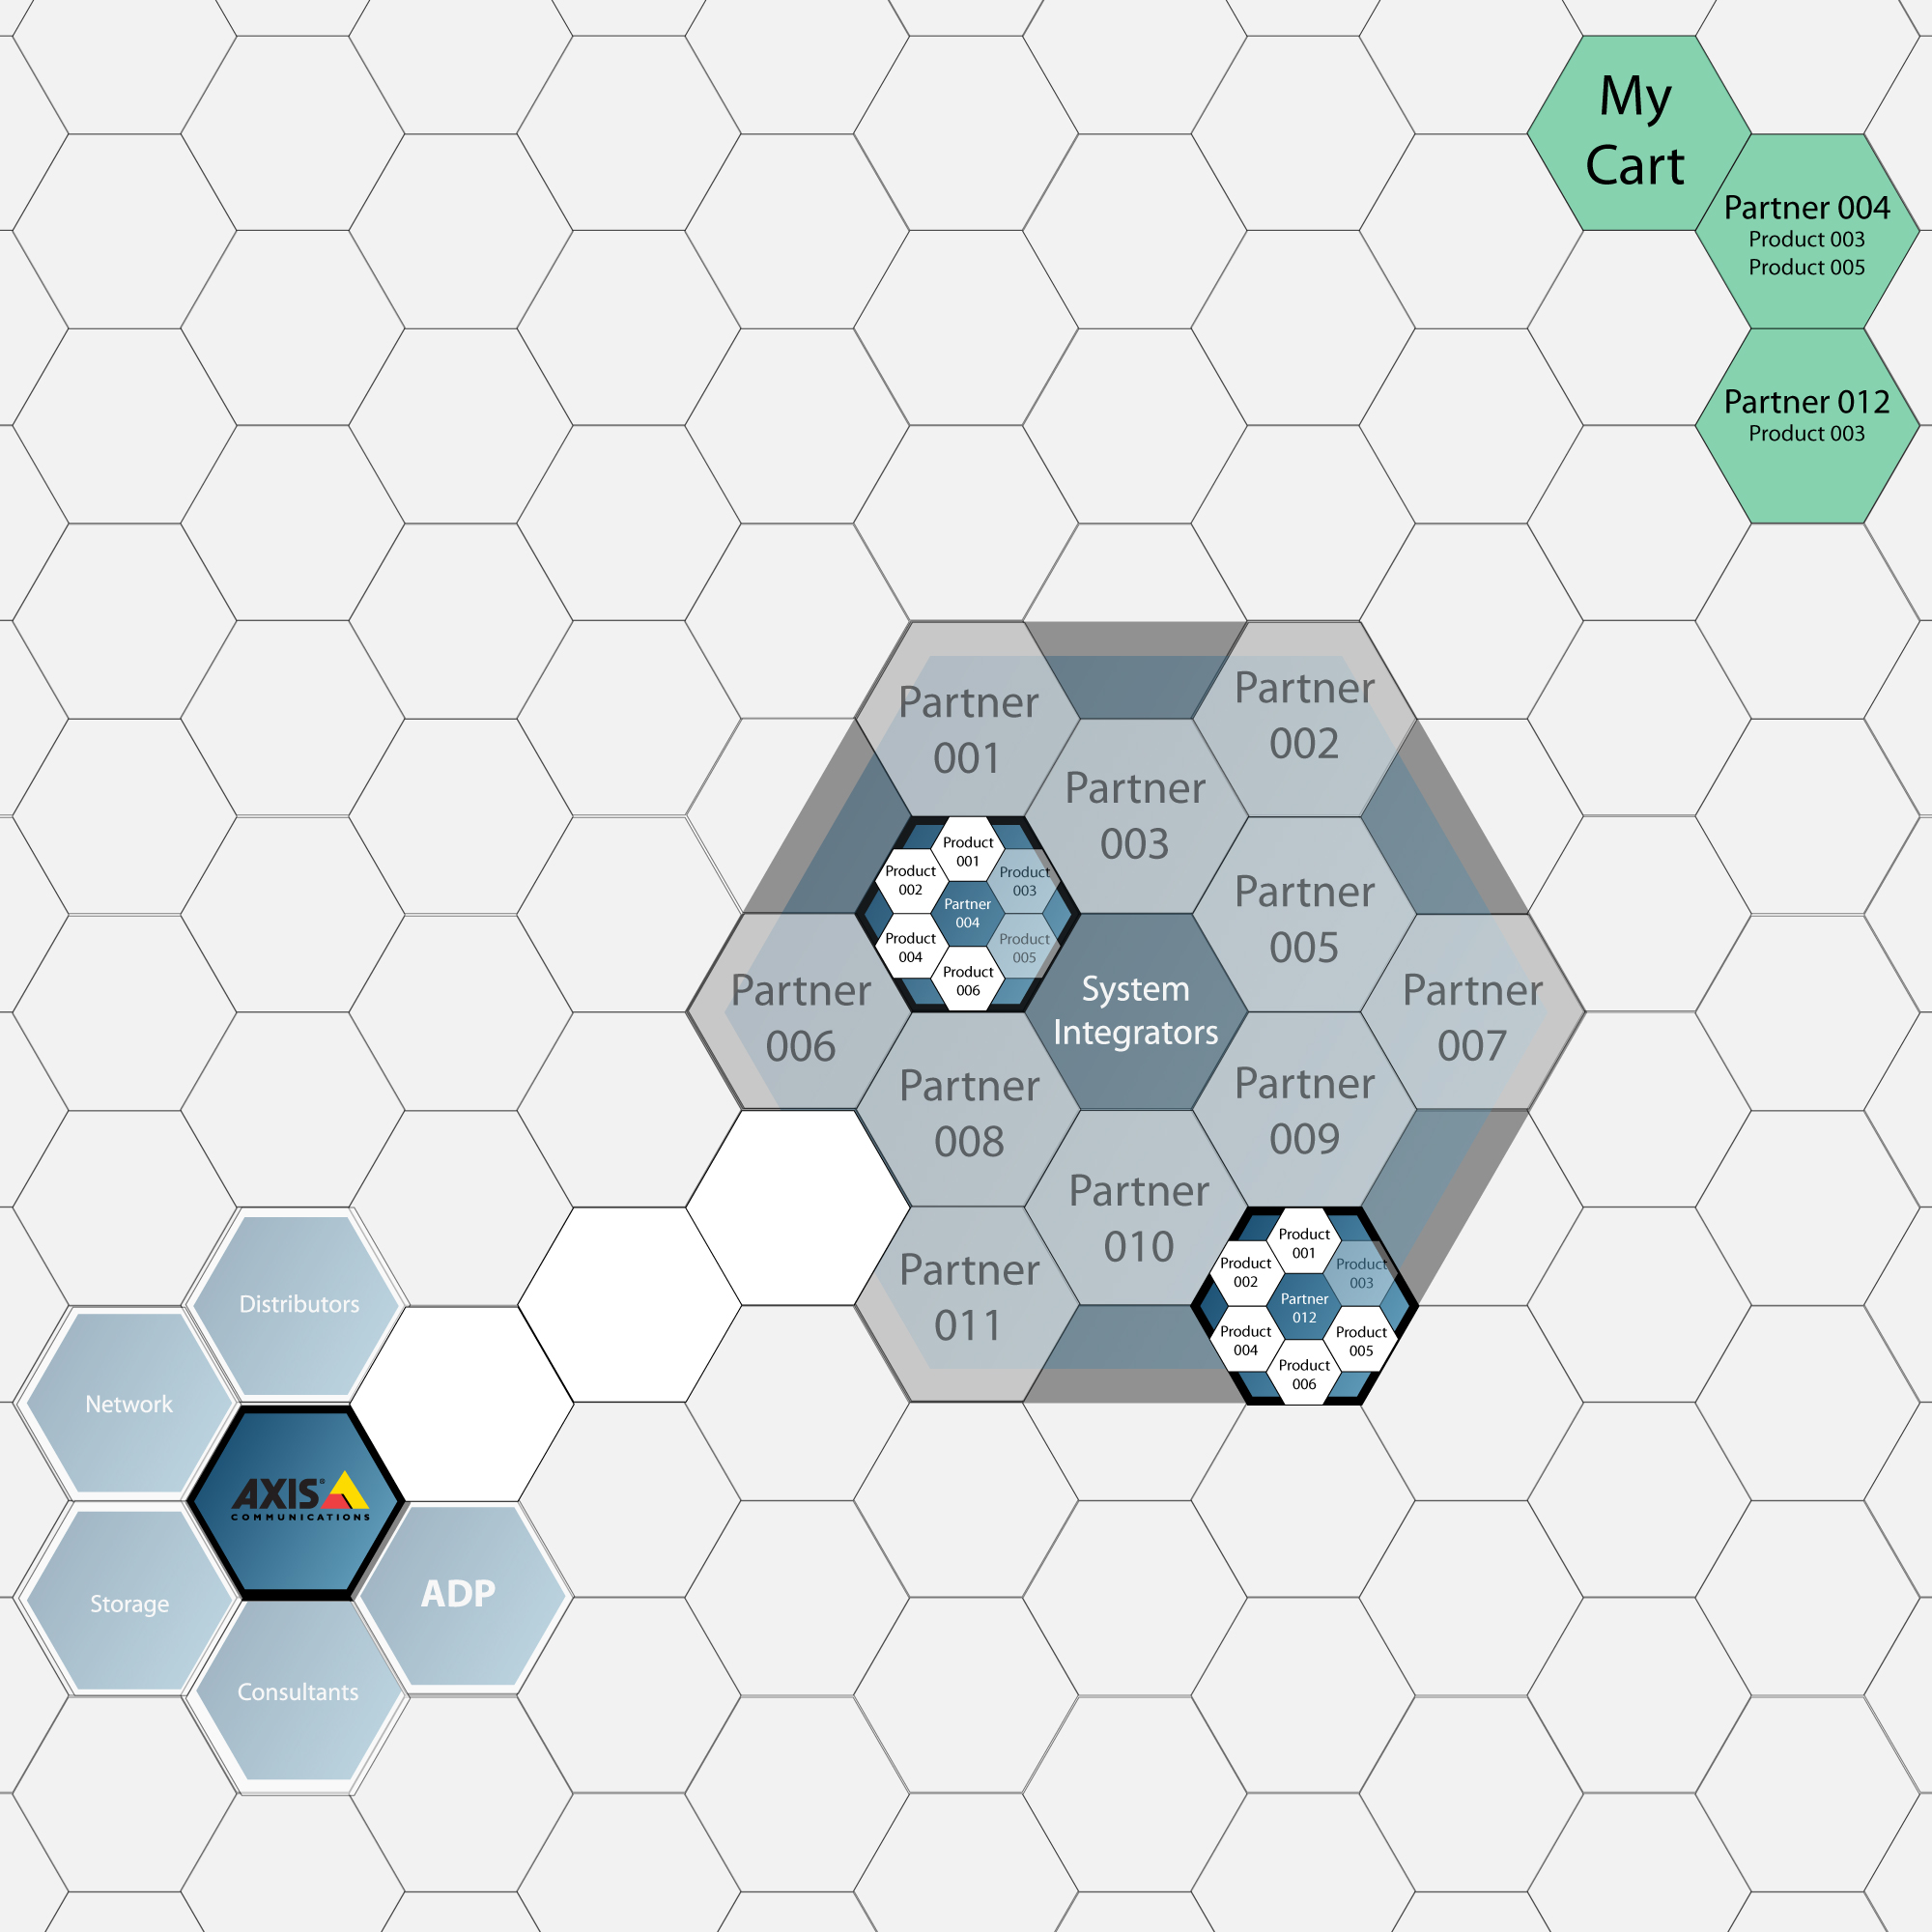 My
Cart
Partner 004
Product 003
Product 005
Partner 012
Product 003
Partner
001
Partner
002
Partner
003
Product
001
Product
002
Product
003
Partner
004
Product
004
Product
005
Product
006
Partner
005
Partner
006
System
Integrators
Partner
007
Partner
008
Partner
009
Partner
010
Partner
011
Product
001
Product
002
Product
003
Partner
012
Product
004
Product
005
Product
006
Distributors
Network
AXIS
COMMUNICATIONS
Storage
ADP
Consultants